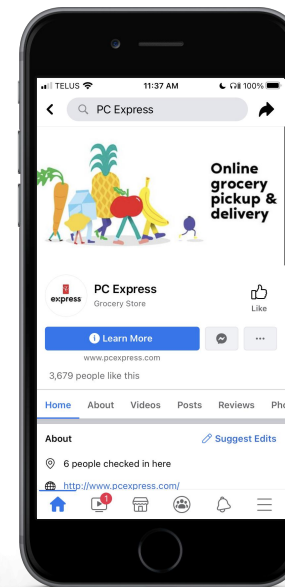 TELUS 11:37 AM 100%
PC Express
Online
grocery
pickup &
delivery
express
PC Express
Grocery Store
Like
Learn More
www.pcexpress.com
3,679 people like this
Home About Videos Posts Reviews Pho
About Suggest Edits
6 people checked in here
http://www.pcexpress.com/
1